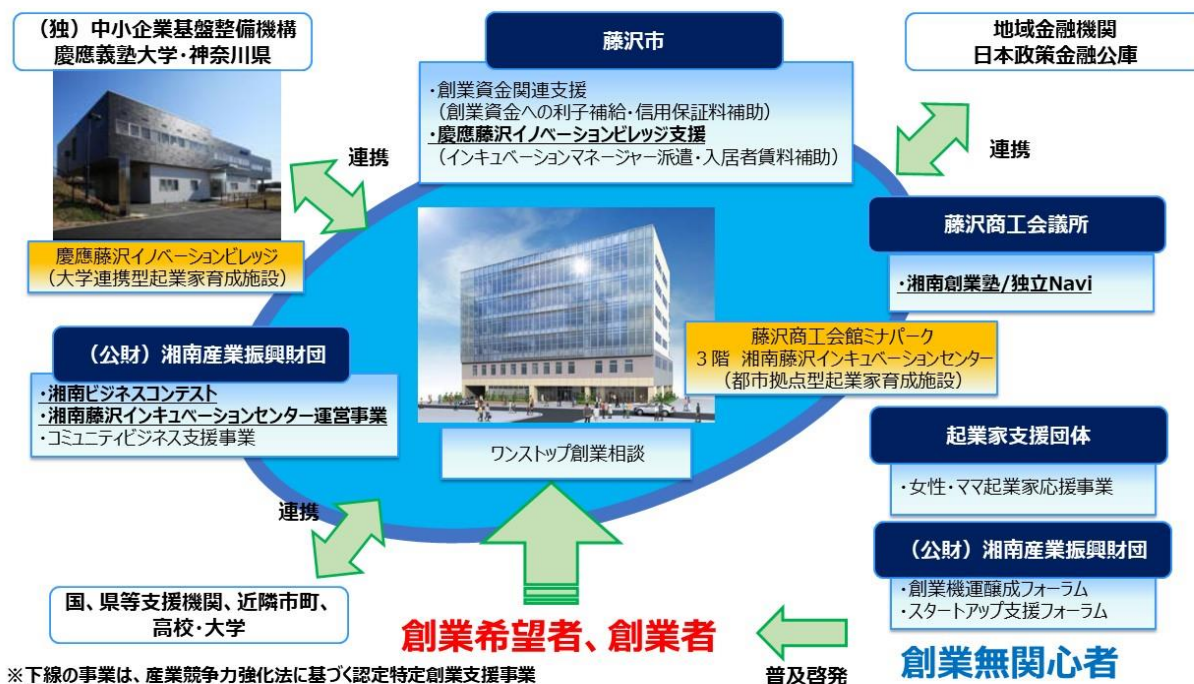 （独）中小企業基盤整備機構
慶應義塾大学・神奈川県
連携
慶應藤沢イノベーションビレッジ
（大学連携型起業家育成施設）
藤沢市
・創業資金関連支援
（創業資金への利子補給・信用保証料補助）
・慶應藤沢イノベーションビレッジ支援
（インキュベーションマネージャー派遣・入居者賃料補助）
地域金融機関
日本政策金融公庫
連携
藤沢商工会議所
・湘南創業塾/独立Navi
藤沢商工会館ミナパーク
３階 湘南藤沢インキュベーションセンター
（都市拠点型起業家育成施設）
（公財）湘南産業振興財団
・湘南ビジネスコンテスト
・湘南藤沢インキュベーションセンター運営事業
・コミュニティビジネス支援事業
ワンストップ創業相談
起業家支援団体
・女性・ママ起業家応援事業
（公財）湘南産業振興財団
・創業機運醸成フォーラム
・スタートアップ支援フォーラム
連携
国、県等支援機関、近隣市町、
高校・大学
創業希望者、創業者
普及啓発
創業無関心者
※下線の事業は、産業競争力強化法に基づく認定特定創業支援事業